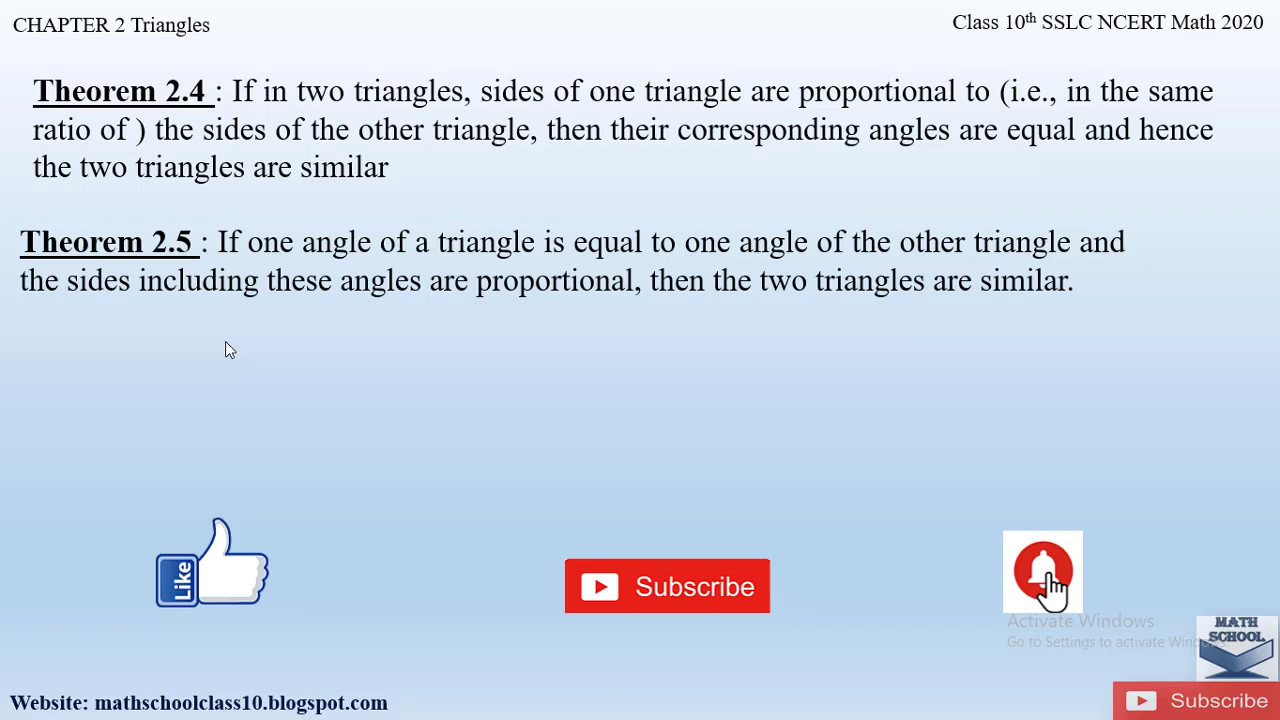 CHAPTER 2 Triangles
Class 10th SSLC NCERT Math 2020
Theorem 2.4 : If in two triangles, sides of one triangle are proportional to (i.e., in the same
ratio of ) the sides of the other triangle, then their corresponding angles are equal and hence
the two triangles are similar
Theorem 2.5 : If one angle of a triangle is equal to one angle of the other triangle and
the sides including these angles are proportional, then the two triangles are similar.
Like
Subscribe
Activate Windows
Go to Settings to activate Windows.
MATH
SCHOOL
Website: mathschoolclass10.blogspot.com
Subscribe